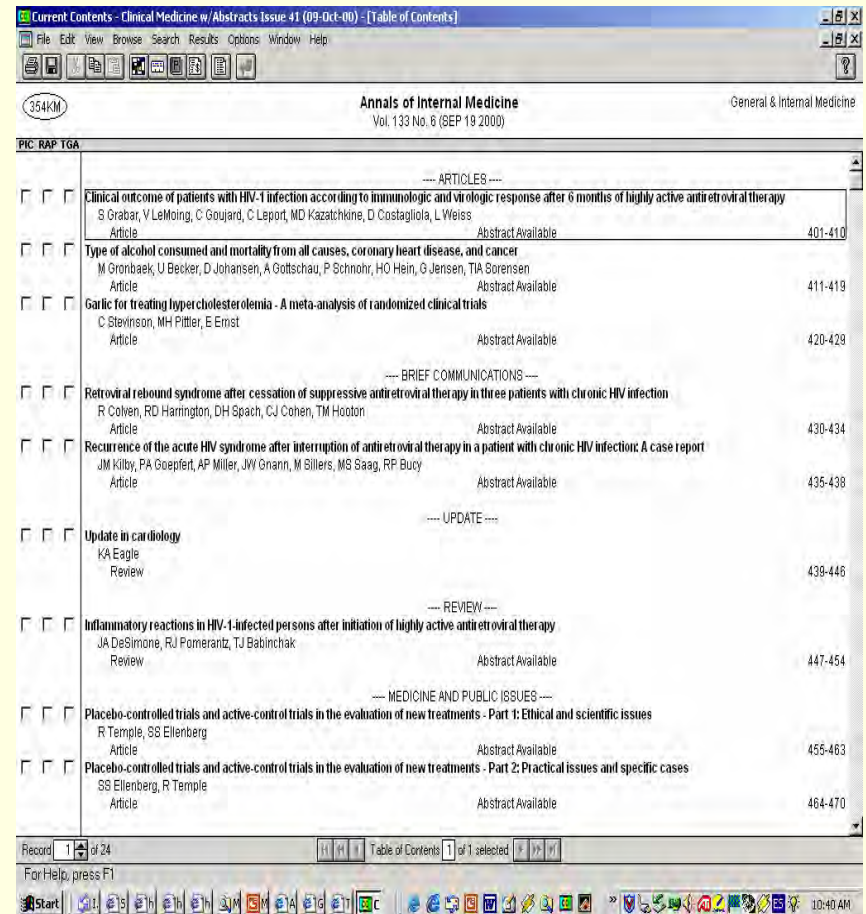 Current Contents - Clinical Medicine w/Abstracts Issue 41 (09-Oct-00) - [Table of Contents]
File Edit View Browse Search Results Options Window Help
354KM
Annals of Internal Medicine
General & Internal Medicine
Vol. 133 No. 6 (SEP 19 2000)
PIC RAP TGA
---- ARTICLES ----
Clinical outcome of patients with HIV-1 infection according to immunologic and virologic response after 6 months of highly active antiretroviral therapy
S Grabar, V LeMoing, C Goujard, C Leport, MD Kazatchkine, D Costagliola, L Weiss
Article Abstract Available 401-410
Type of alcohol consumed and mortality from all causes, coronary heart disease, and cancer
M Gronbaek, U Becker, D Johansen, A Gottschau, P Schnohr, HO Hein, G Jensen, TIA Sorensen
Article Abstract Available 411-419
Garlic for treating hypercholesterolemia - A meta-analysis of randomized clinical trials
C Stevinson, MH Pittler, E Ernst
Article Abstract Available 420-429
---- BRIEF COMMUNICATIONS ----
Retroviral rebound syndrome after cessation of suppressive antiretroviral therapy in three patients with chronic HIV infection
R Colven, RD Harrington, DH Spach, CJ Cohen, TM Hooton
Article Abstract Available 430-434
Recurrence of the acute HIV syndrome after interruption of antiretroviral therapy in a patient with chronic HIV infection: A case report
JM Kilby, PA Goepfert, AP Miller, JW Gnann, M Sillers, MS Saag, RP Bucy
Article Abstract Available 435-438
---- UPDATE ----
Update in cardiology
KA Eagle
Review 439-446
---- REVIEW ----
Inflammatory reactions in HIV-1-infected persons after initiation of highly active antiretroviral therapy
JA DeSimone, RJ Pomerantz, TJ Babinchak
Review Abstract Available 447-454
---- MEDICINE AND PUBLIC ISSUES ----
Placebo-controlled trials and active-control trials in the evaluation of new treatments - Part 1: Ethical and scientific issues
R Temple, SS Ellenberg
Article Abstract Available 455-463
Placebo-controlled trials and active-control trials in the evaluation of new treatments - Part 2: Practical issues and specific cases
SS Ellenberg, R Temple
Article Abstract Available 464-470
Record 1 of 24 Table of Contents 1 of 1 selected
For Help, press F1
Start 10:40 AM